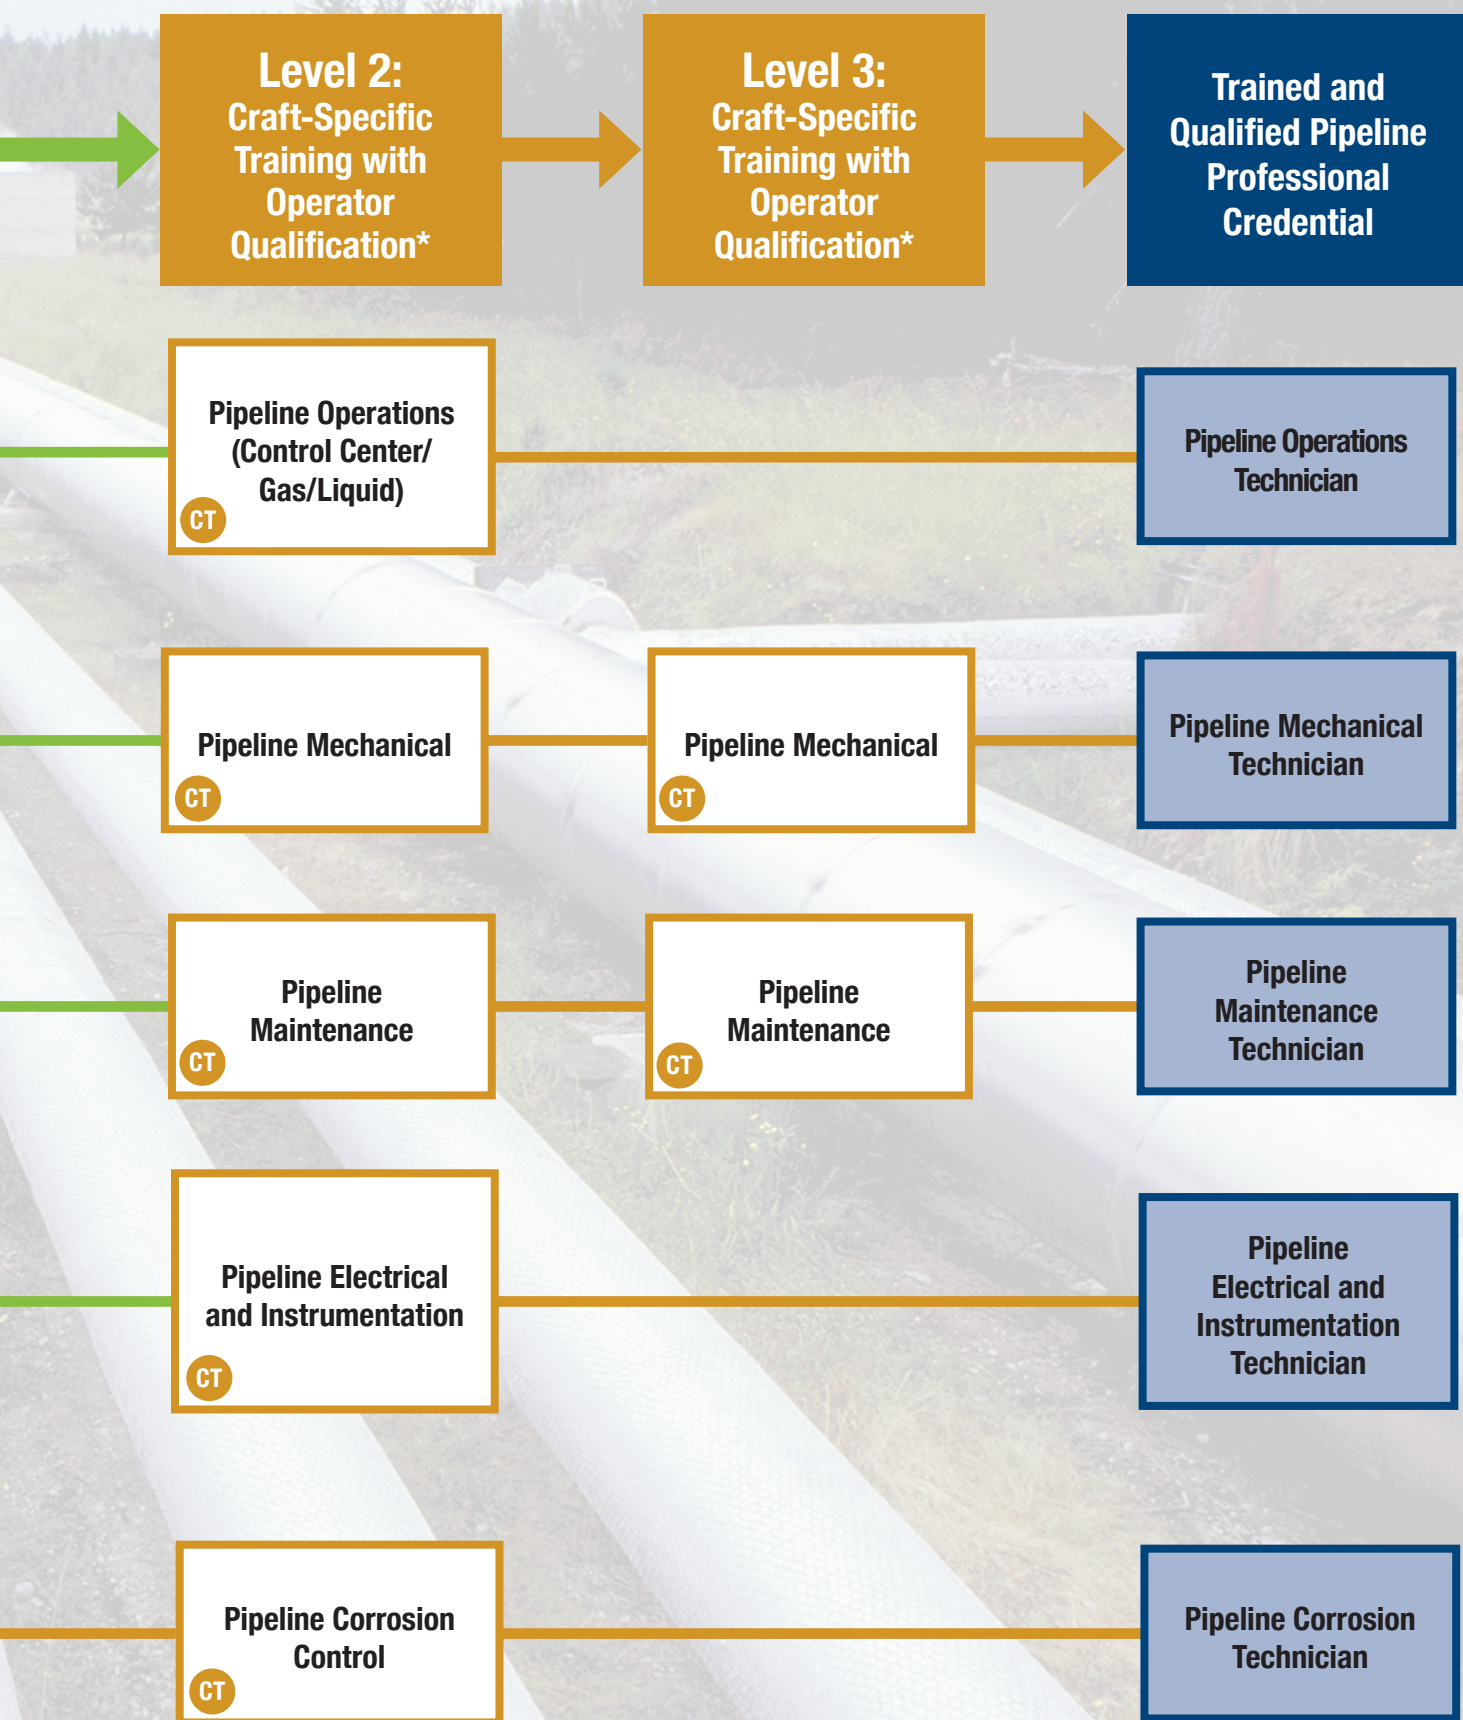 Level 2:
Craft-Specific
Training with
Operator
Qualification*
Level 3:
Craft-Specific
Training with
Operator
Qualification*
Trained and
Qualified Pipeline
Professional
Credential
Pipeline Operations
(Control Center/
Gas/Liquid)
CT
Pipeline Operations
Technician
Pipeline Mechanical
CT
Pipeline Mechanical
CT
Pipeline Mechanical
Technician
Pipeline
Maintenance
CT
Pipeline
Maintenance
CT
Pipeline
Maintenance
Technician
Pipeline Electrical
and Instrumentation
CT
Pipeline
Electrical and
Instrumentation
Technician
Pipeline Corrosion
Control
CT
Pipeline Corrosion
Technician